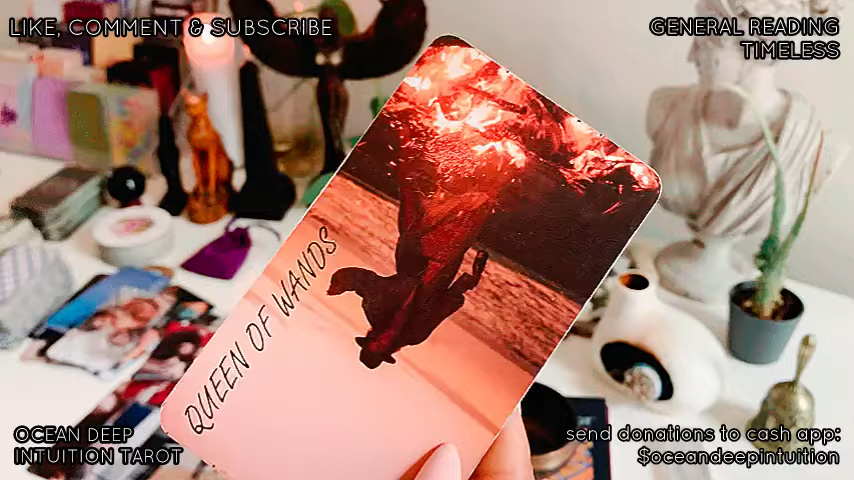 LIKE, COMMENT & SUBSCRIBE
GENERAL READING
TIMELESS
QUEEN OF WANDS
OCEAN DEEP
INTUITION TAROT
send donations to cash app:
$oceandeepintuition